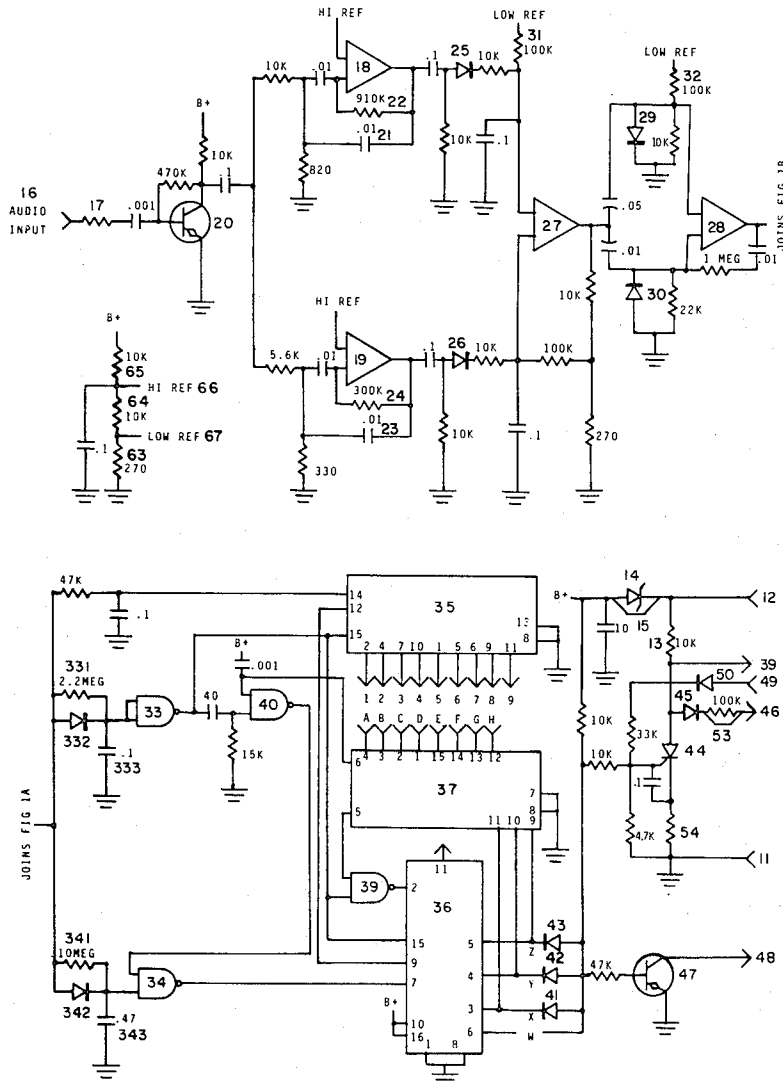 HI REF
LOW REF
31
100K
.1
25
10K
10K
.01
18
LOW REF
32
100K
910K
22
B+
.01
21
29
10K
10K
.1
10K
820
470K
.1
16
AUDIO
INPUT
17
.001
20
.05
27
28
JOINS FIG 1B
.01
1 MEG
.01
HI REF
30
22K
10K
B+
10K
65
HI REF 66
64
10K
LOW REF 67
.1
63
270
5.6K
.01
19
.1
26
10K
100K
300K
24
.01
23
10K
.1
270
330
47K
.1
14
12
15
35
13
8
2 4 7 10 1 5 6 9 11
1 2 3 4 5 6 7 8 9
A B C D E F G H
4 3 2 1 15 14 13 12
B+
14
15
12
10
13
10K
39
50
49
45
100K
46
53
33K
44
10K
10K
.1
4.7K
54
11
331
2.2MEG
33
332
.1
333
B+
.001
40
40
15K
6
37
7
8
5
11 10 9
JOINS FIG 1A
39
2
11
36
15
9
7
5
Z
43
4
Y
42
3
X
41
6
W
47K
47
48
341
10MEG
34
342
.47
343
B+
10
16
1 8